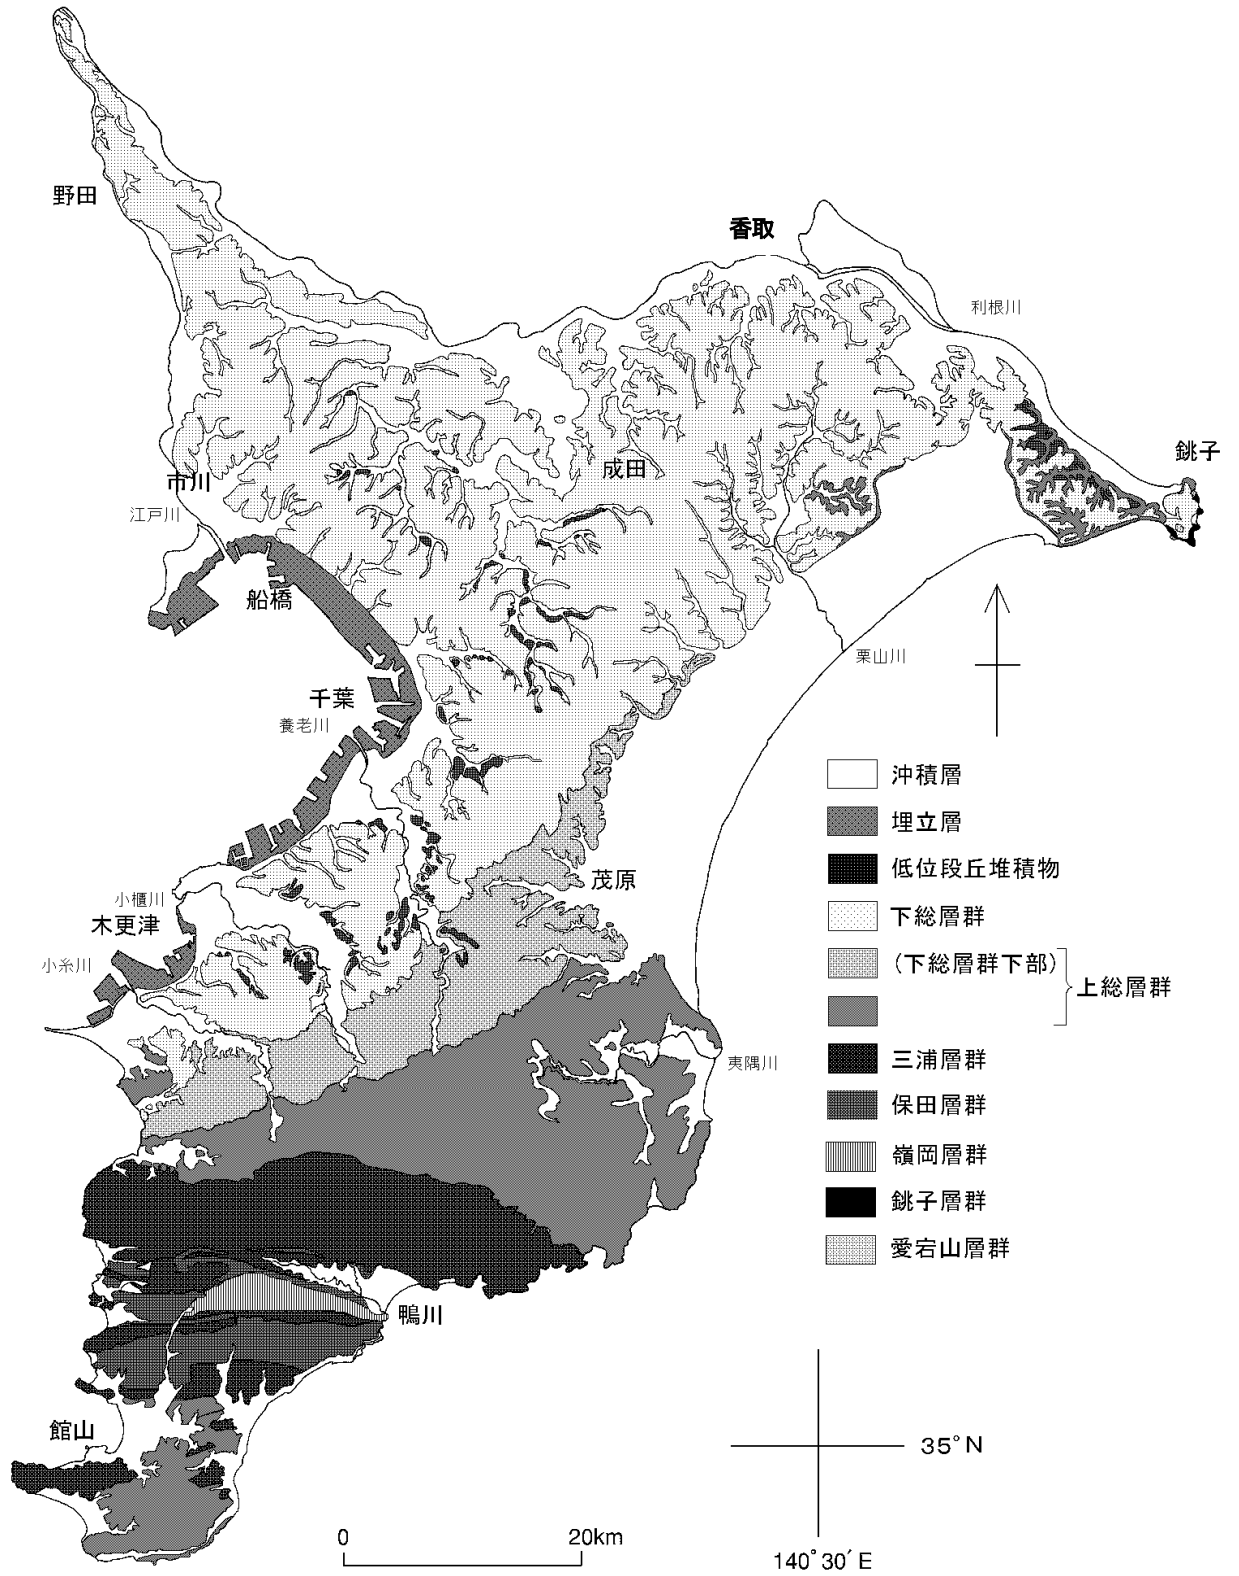 野田
香取
利根川
銚子
成田
市川
江戸川
船橋
栗山川
千葉
養老川
沖積層
埋立層
低位段丘堆積物
茂原
小櫃川
木更津
下総層群
小糸川
(下総層群下部)
上総層群
夷隅川
三浦層群
保田層群
嶺岡層群
銚子層群
愛宕山層群
鴨川
館山
35°N
0 20km
140°30′E